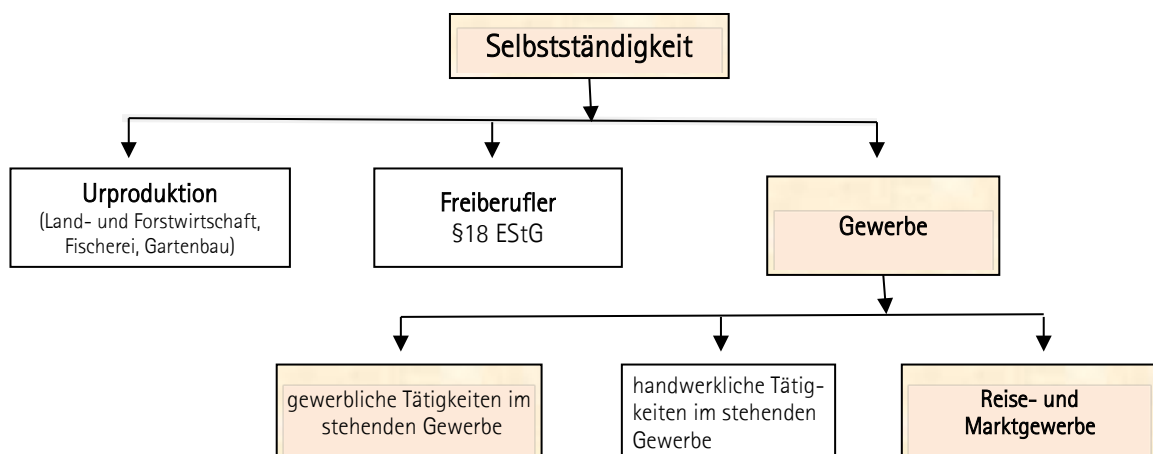 Selbstständigkeit
Urproduktion
(Land- und Forstwirtschaft,
Fischerei, Gartenbau)
Freiberufler
§18 EStG
Gewerbe
gewerbliche Tätigkeiten im
stehenden Gewerbe
handwerkliche Tätig-
keiten im stehenden
Gewerbe
Reise- und
Marktgewerbe